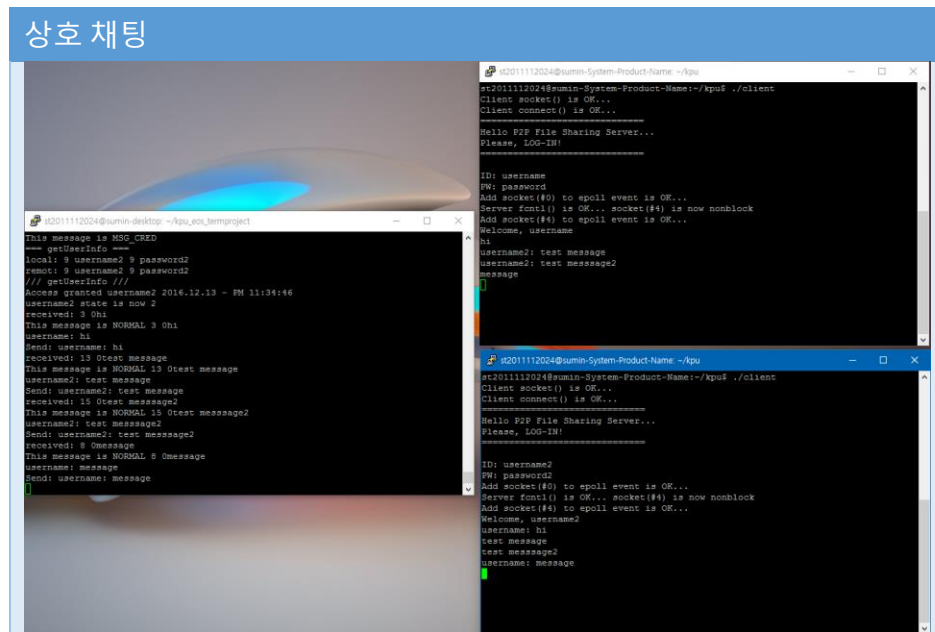 상호 채팅
st2011112024@sumin-System-Product-Name: ~/kpu
st2011112024@sumin-System-Product-Name:~/kpu$ ./client
Client socket() is OK...
Client connect() is OK...
===============================
Hello P2P File Sharing Server...
Please, LOG-IN!
===============================
ID: username
PW: password
Add socket(#0) to epoll event is OK...
Server fcntl() is OK... socket(#4) is now nonblock
Add socket(#4) to epoll event is OK...
Welcome, username
hi
username2: test message
username2: test messsage2
message
st2011112024@sumin-desktop: ~/kpu_eos_termproject
This message is MSG_CRED
=== getUserInfo ===
local: 9 username2 9 password2
remot: 9 username2 9 password2
/// getUserInfo ///
Access granted username2 2016.12.13 - PM 11:34:46
username2 state is now 2
received: 3 0hi
This message is NORMAL 3 0hi
username: hi
Send: username: hi
received: 13 0test message
This message is NORMAL 13 0test message
username2: test message
Send: username2: test message
received: 15 0test messsage2
This message is NORMAL 15 0test messsage2
username2: test messsage2
Send: username2: test messsage2
received: 8 0message
This message is NORMAL 8 0message
username: message
Send: username: message
st2011112024@sumin-System-Product-Name: ~/kpu
st2011112024@sumin-System-Product-Name:~/kpu$ ./client
Client socket() is OK...
Client connect() is OK...
===============================
Hello P2P File Sharing Server...
Please, LOG-IN!
===============================
ID: username2
PW: password2
Add socket(#0) to epoll event is OK...
Server fcntl() is OK... socket(#4) is now nonblock
Add socket(#4) to epoll event is OK...
Welcome, username2
username: hi
test message
test messsage2
username: message